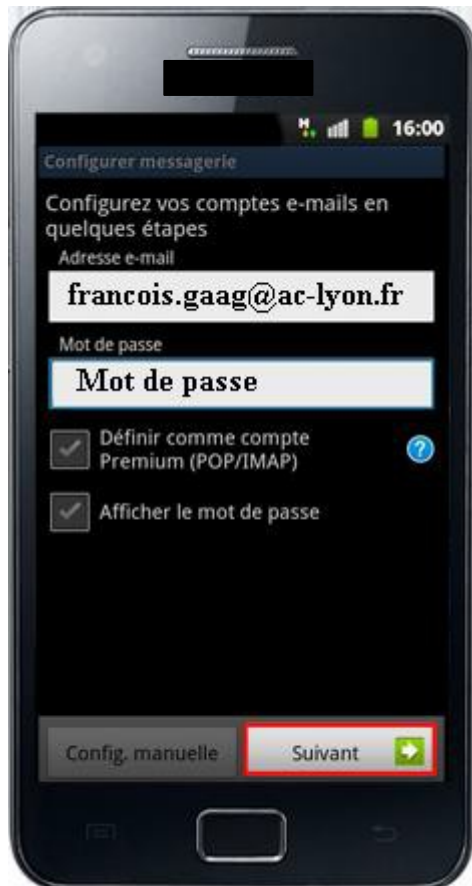 H 16:00
Configurer messagerie
Configurez vos comptes e-mails en
quelques étapes
Adresse e-mail
francois.gaag@ac-lyon.fr
Mot de passe
Mot de passe
Définir comme compte
Premium (POP/IMAP)
?
Afficher le mot de passe
Config. manuelle Suivant